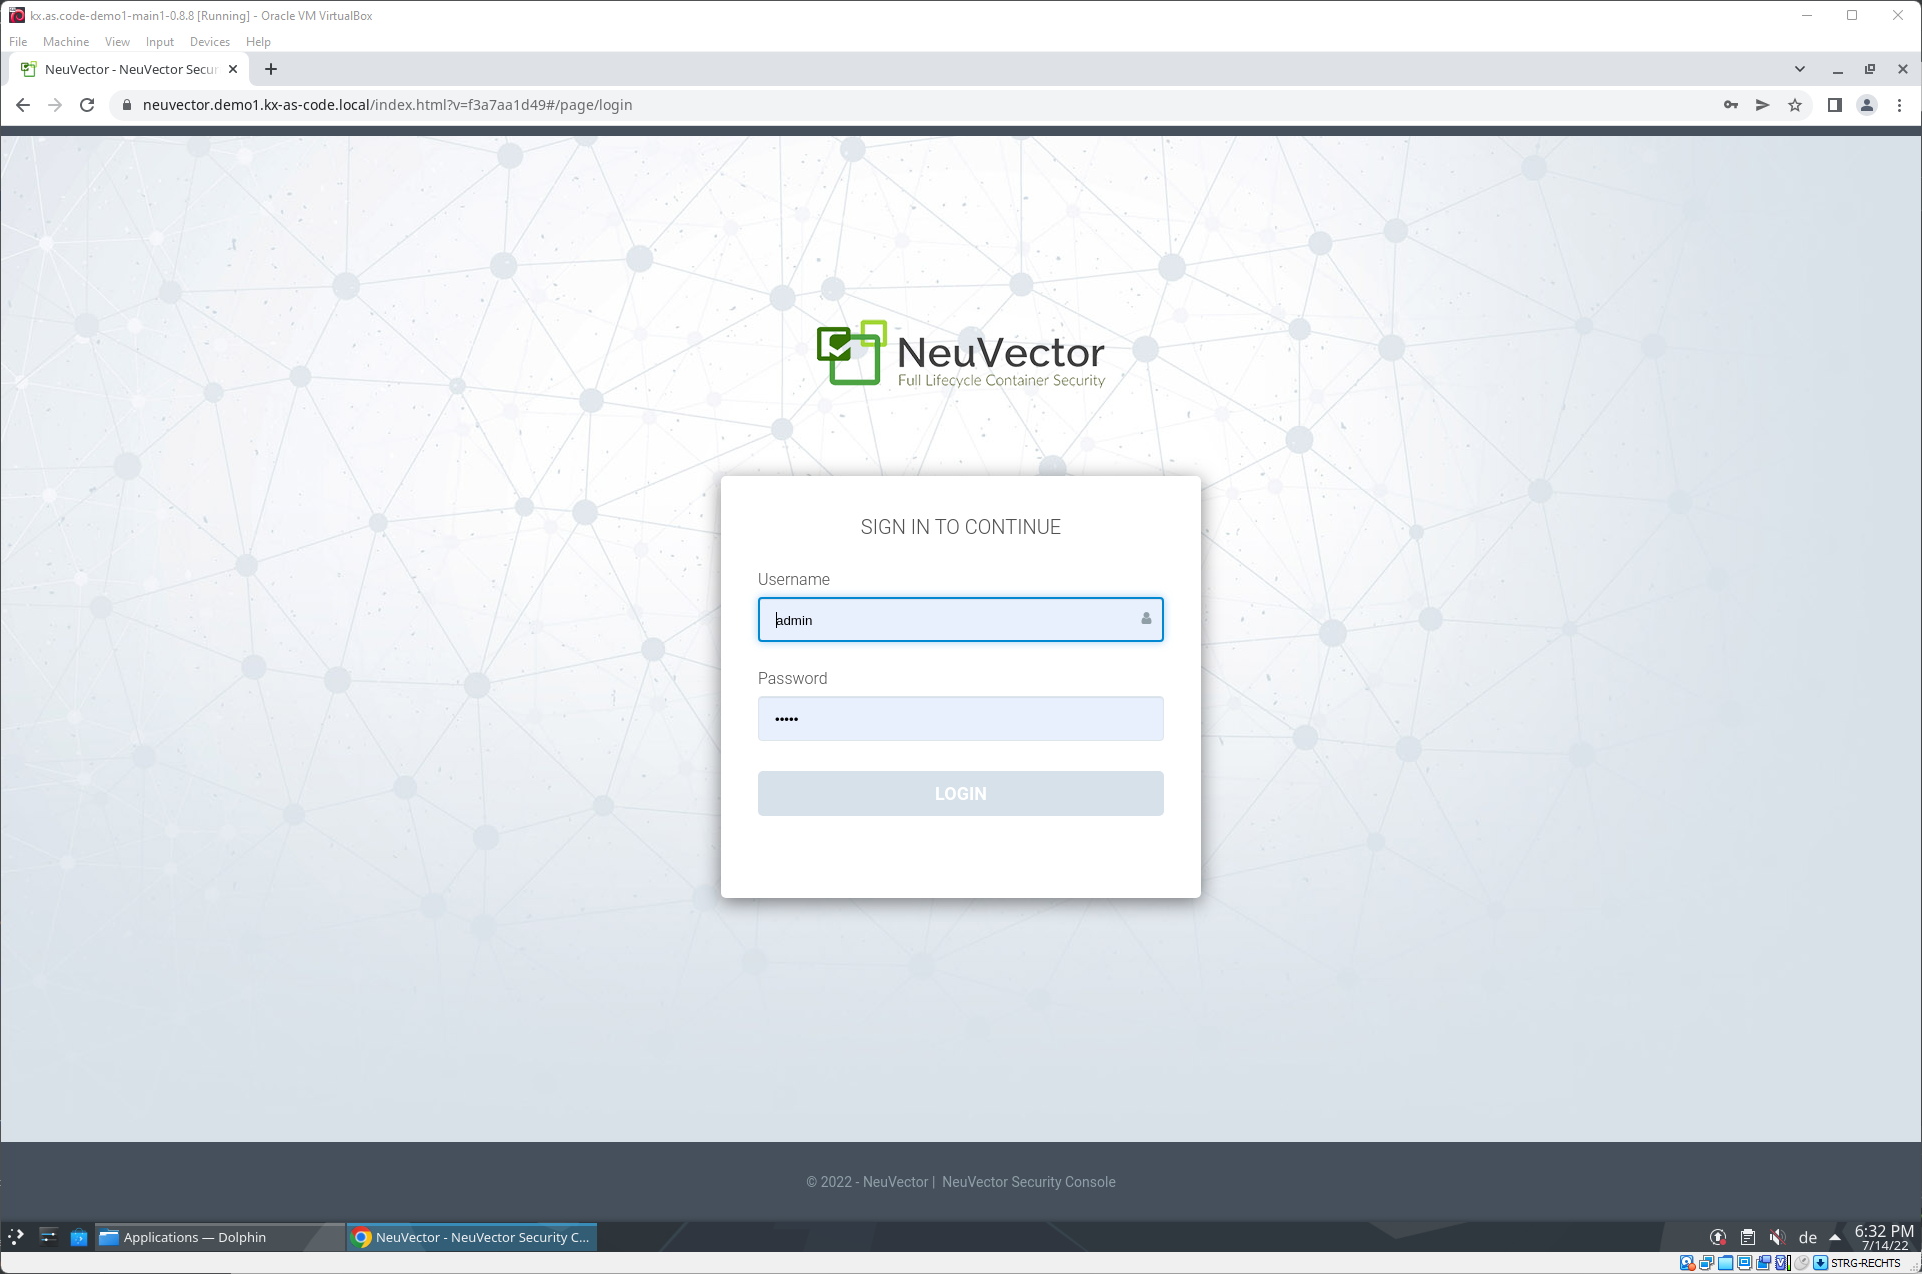 kx.as.code-demo1-main1-0.8.8 [Running] - Oracle VM VirtualBox
File Machine View Input Devices Help
NeuVector - NeuVector Secur
neuvector.demo1.kx-as-code.local/index.html?v=f3a7aa1d49#/page/login
NeuVector
Full Lifecycle Container Security
SIGN IN TO CONTINUE
Username
admin
Password
•••••
LOGIN
© 2022 - NeuVector | NeuVector Security Console
Applications — Dolphin
NeuVector - NeuVector Security C...
de
6:32 PM
7/14/22
STRG-RECHTS